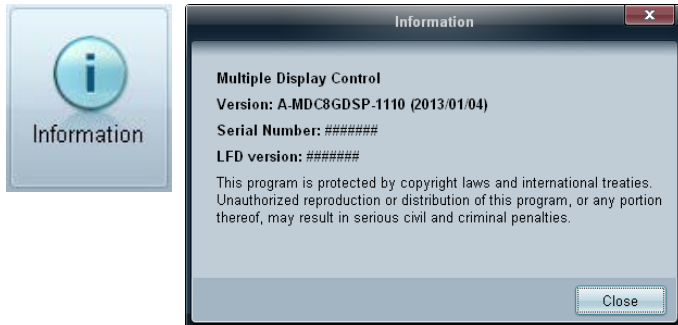 Information
Information
x
Multiple Display Control
Version: A-MDC8GDSP-1110 (2013/01/04)
Serial Number: #######
LFD version: #######
This program is protected by copyright laws and international treaties.
Unauthorized reproduction or distribution of this program, or any portion
thereof, may result in serious civil and criminal penalties.
Close